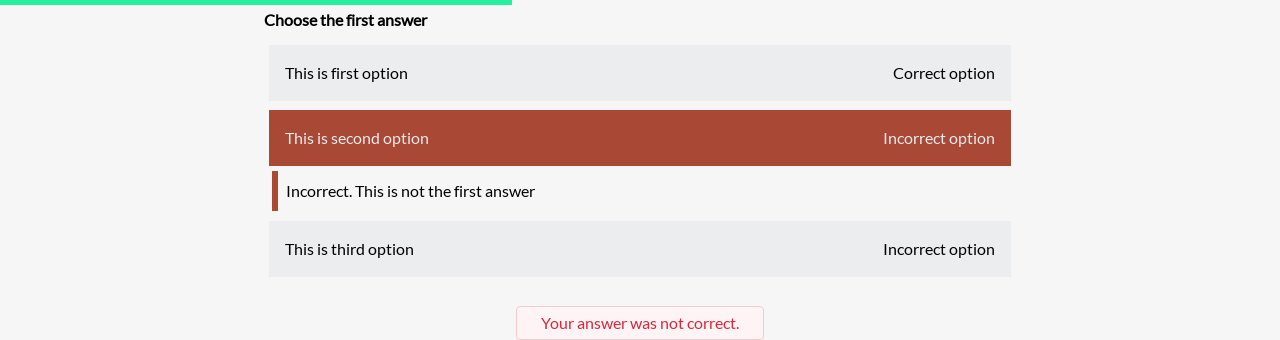 Choose the first answer
This is first option Correct option
This is second option Incorrect option
Incorrect. This is not the first answer
This is third option Incorrect option
Your answer was not correct.